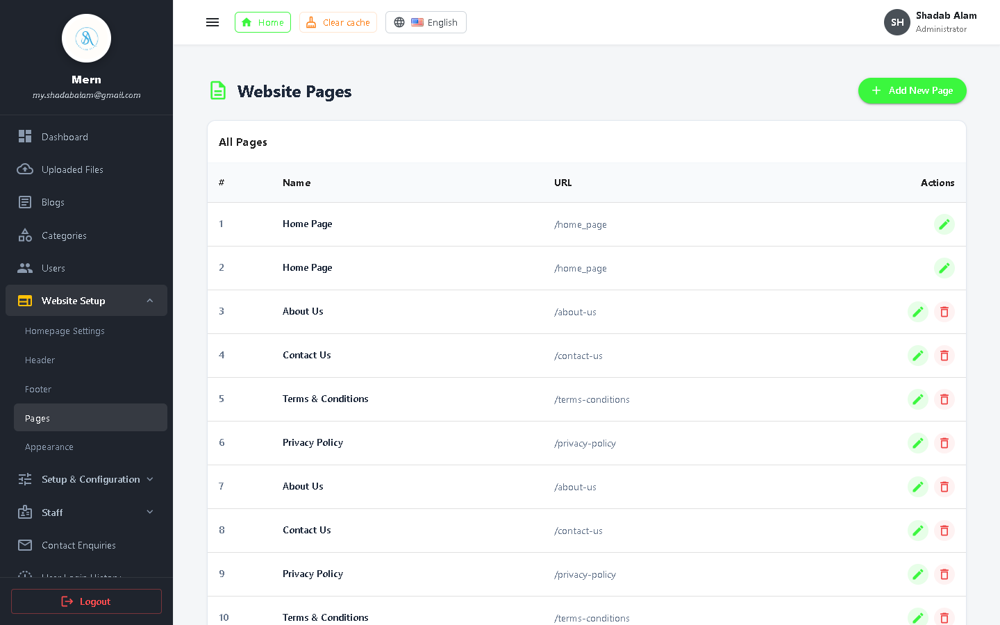 Mern
my.shadabalam@gmail.com
Dashboard
Uploaded Files
Blogs
Categories
Users
Website Setup
Homepage Settings
Header
Footer
Pages
Appearance
Setup & Configuration
Staff
Contact Enquiries
User Login History
Logout
Home
Clear cache
English
SH
Shadab Alam
Administrator
Website Pages
Add New Page
All Pages
# Name URL Actions
1 Home Page /home_page
2 Home Page /home_page
3 About Us /about-us
4 Contact Us /contact-us
5 Terms & Conditions /terms-conditions
6 Privacy Policy /privacy-policy
7 About Us /about-us
8 Contact Us /contact-us
9 Privacy Policy /privacy-policy
10 Terms & Conditions /terms-conditions